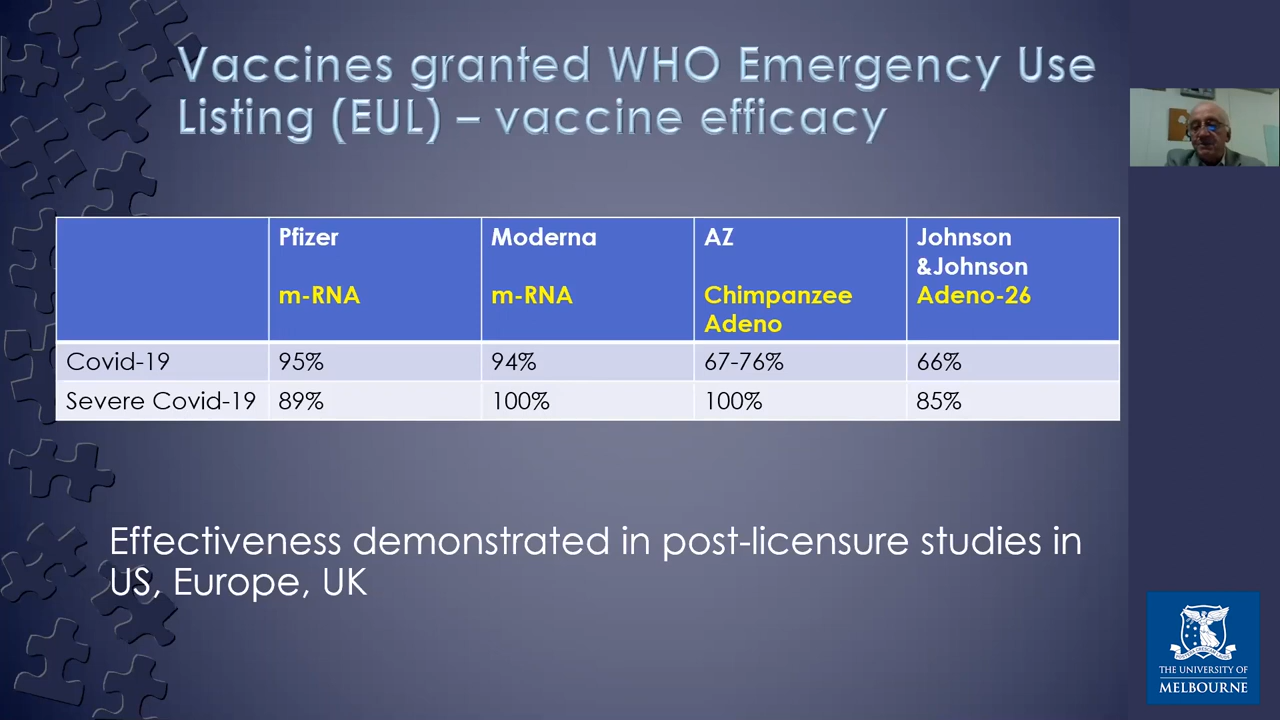 Vaccines granted WHO Emergency Use
Listing (EUL) – vaccine efficacy
Pfizer
m-RNA
Moderna
m-RNA
AZ
Chimpanzee
Adeno
Johnson
&Johnson
Adeno-26
Covid-19 95% 94% 67-76% 66%
Severe Covid-19 89% 100% 100% 85%
Effectiveness demonstrated in post-licensure studies in
US, Europe, UK
THE UNIVERSITY OF
MELBOURNE